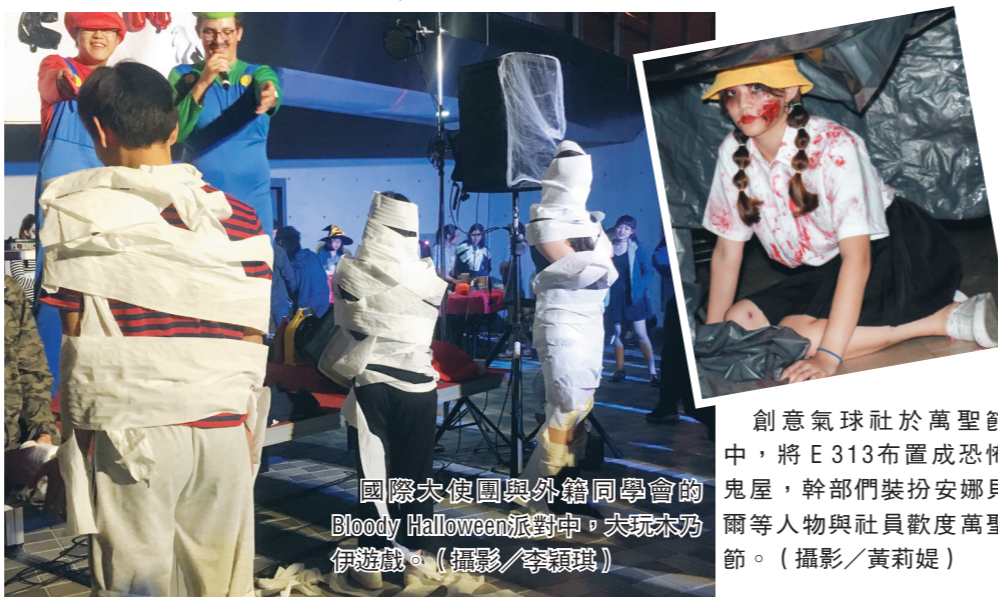 國際大使團與外籍同學會的
Bloody Halloween派對中，大玩木乃
伊遊戲。（攝影／李穎琪）
創意氣球社於萬聖節
中，將E313布置成恐怖
鬼屋，幹部們裝扮安娜貝
爾等人物與社員歡度萬聖
節。（攝影／黃莉媞）